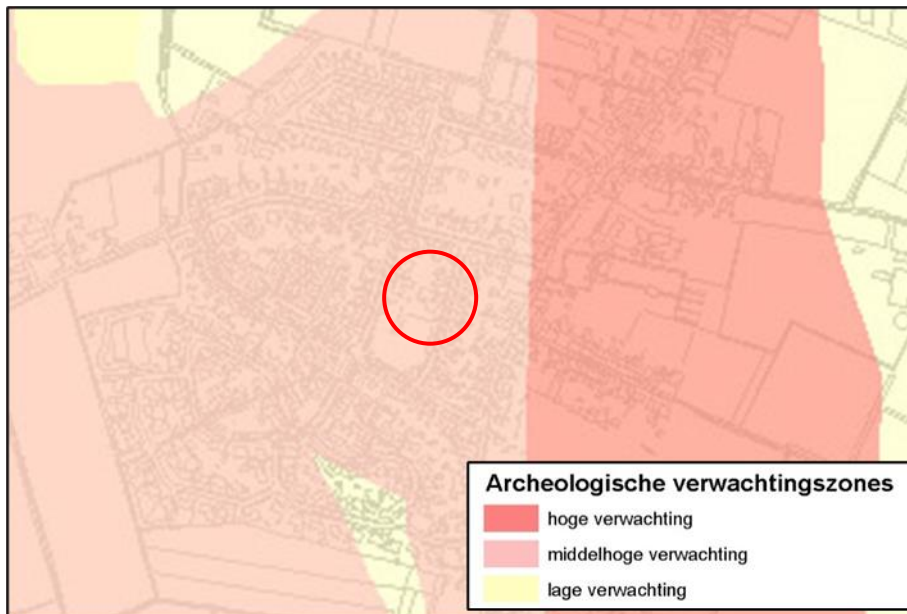 Archeologische verwachtingszones
hoge verwachting
middelhoge verwachting
lage verwachting